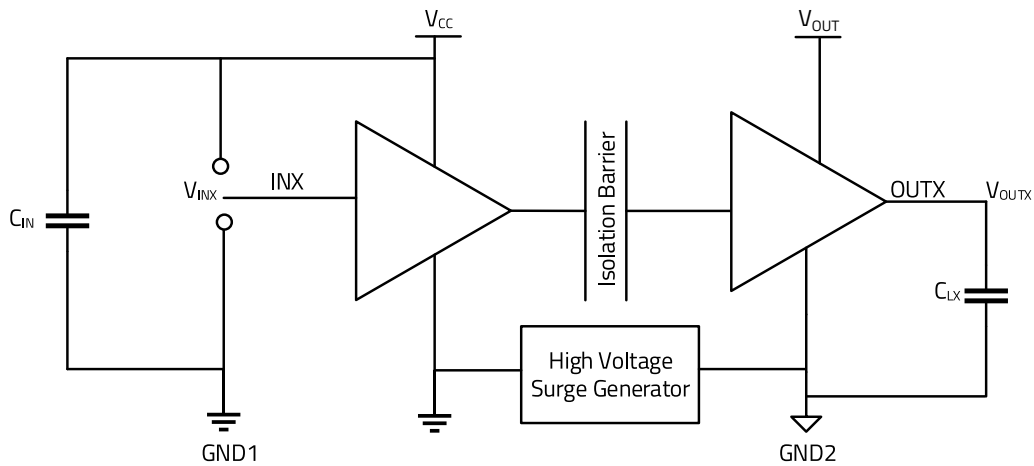 VCC
VOUT
INX
VINX
CIN
Isolation Barrier
OUTX
VOUTX
CLX
High Voltage
Surge Generator
GND1
GND2